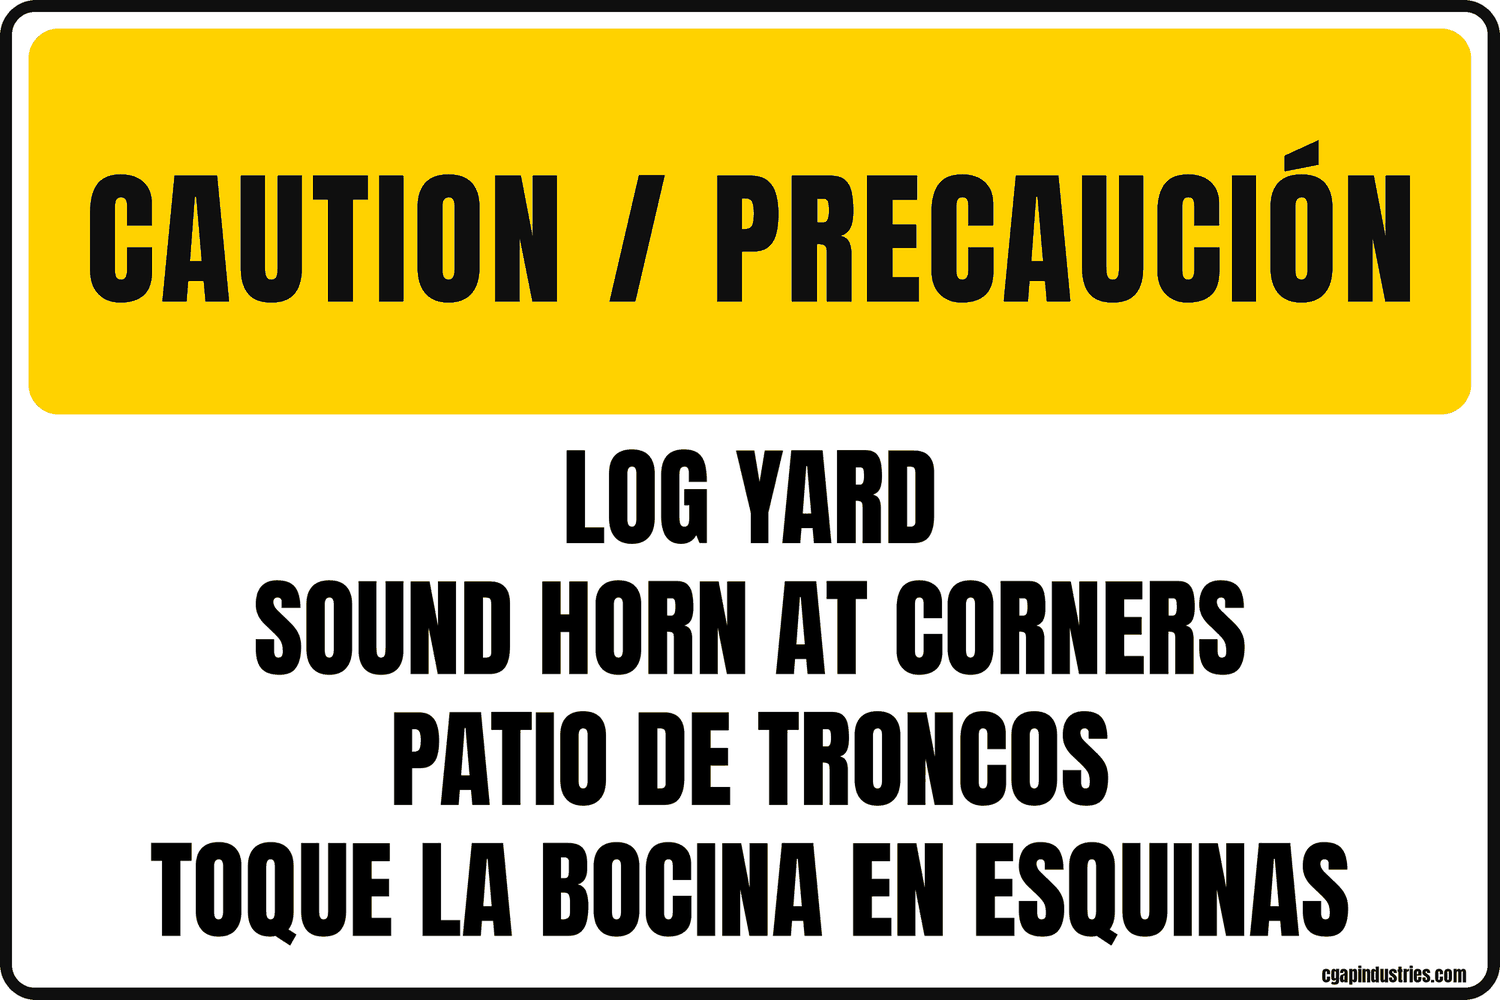 CAUTION / PRECAUCIÓN
LOG YARD
SOUND HORN AT CORNERS
PATIO DE TRONCOS
TOQUE LA BOCINA EN ESQUINAS
cgapindustries.com